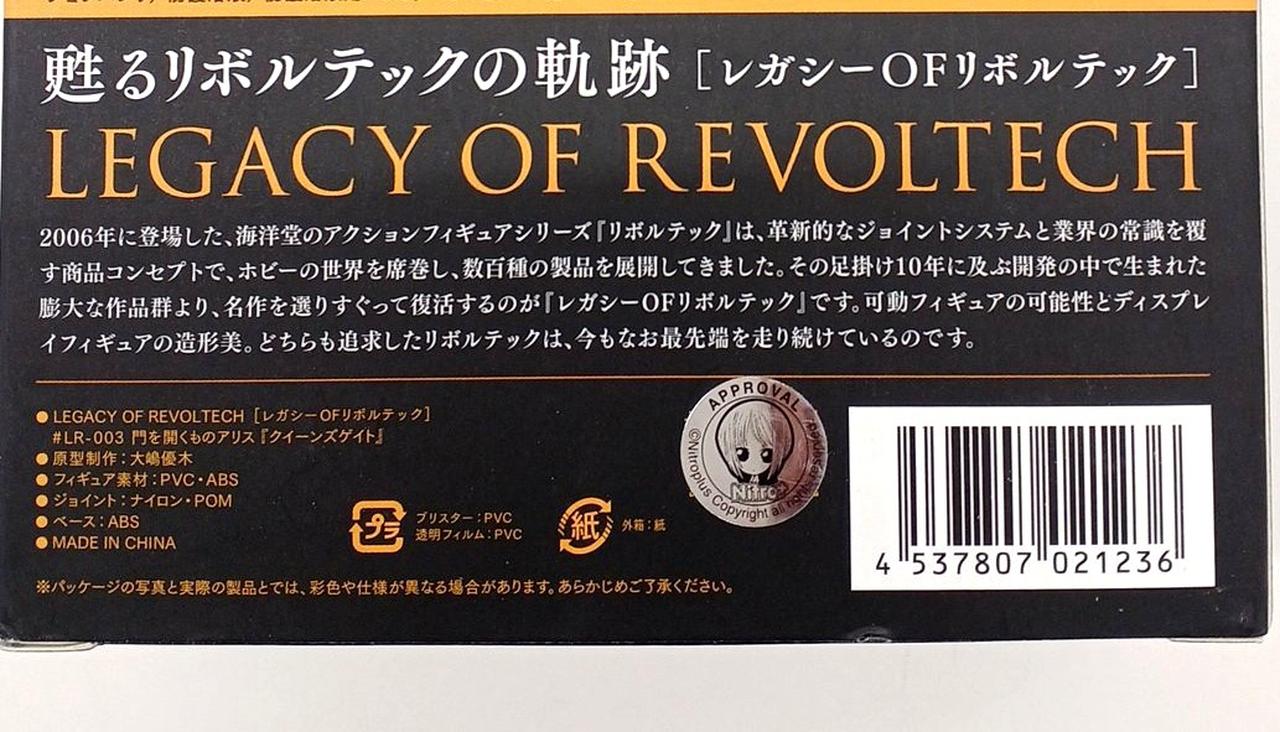 甦るリボルテックの軌跡［レガシーOFリボルテック］
LEGACY OF REVOLTECH
2006年に登場した、海洋堂のアクションフィギュアシリーズ『リボルテック』は、革新的なジョイントシステムと業界の常識を覆
す商品コンセプトで、ホビーの世界を席巻し、数百種の製品を展開してきました。その足掛け10年に及ぶ開発の中で生まれた
膨大な作品群より、名作を選りすぐって復活するのが『レガシーOFリボルテック』です。可動フィギュアの可能性とディスプレ
イフィギュアの造形美。どちらも追求したリボルテックは、今もなお最先端を走り続けているのです。
●LEGACY OF REVOLTECH［レガシーOFリボルテック］
#LR-003 門を開くものアリス『クイーンズゲイト』
●原型制作：大嶋優木
●フィギュア素材：PVC・ABS
●ジョイント：ナイロン・POM
●ベース：ABS
●MADE IN CHINA
プラ
ブリスター：PVC
透明フィルム：PVC
紙
外箱：紙
※パッケージの写真と実際の製品とでは、彩色や仕様が異なる場合があります。あらかじめご了承ください。
APPROVAL
Nitro
©Nitroplus Copyright all rights reserved
4 537807 021236